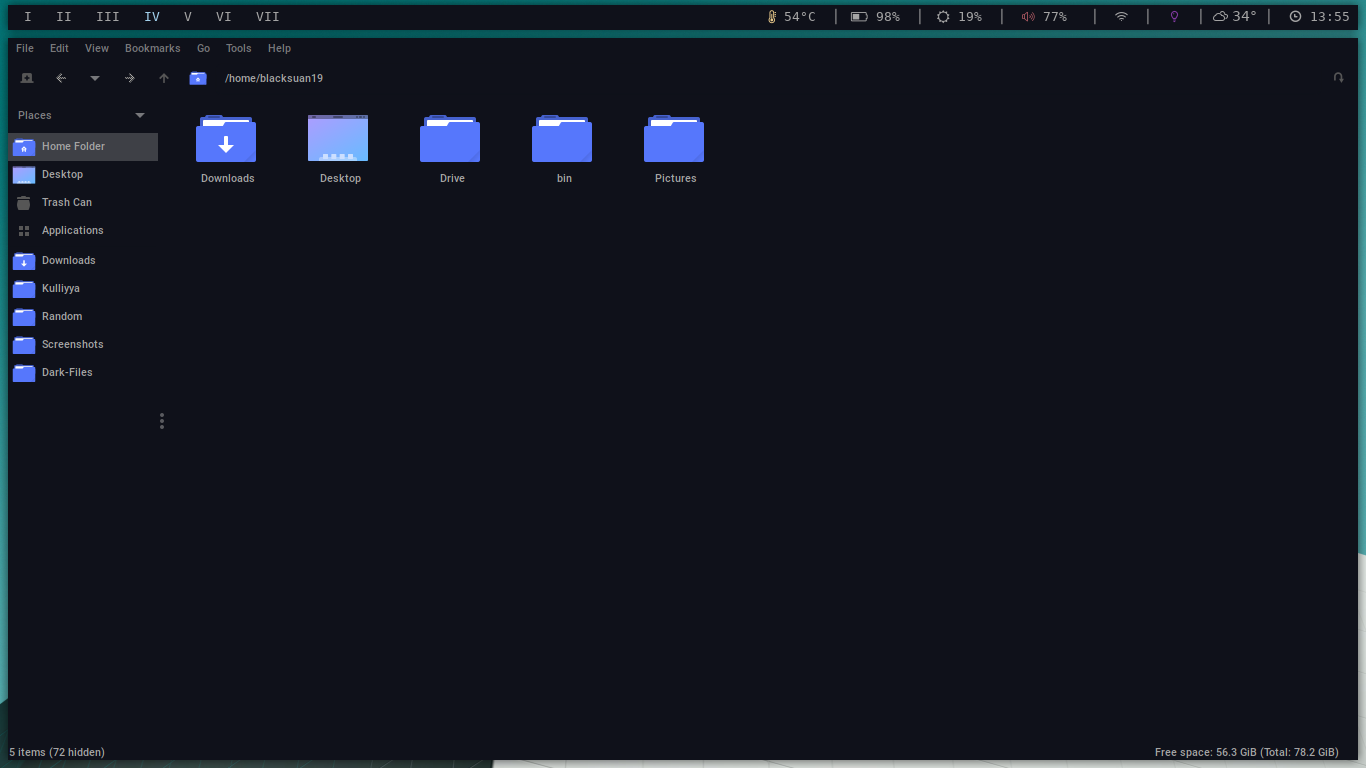 I II III IV V VI VII 54°C | 98% | 19% | 77% | | | 34° | 13:55
File Edit View Bookmarks Go Tools Help
/home/blacksuan19
Places
Home Folder
Desktop
Trash Can
Applications
Downloads
Kulliyya
Random
Screenshots
Dark-Files
Downloads Desktop Drive bin Pictures
5 items (72 hidden) Free space: 56.3 GiB (Total: 78.2 GiB)